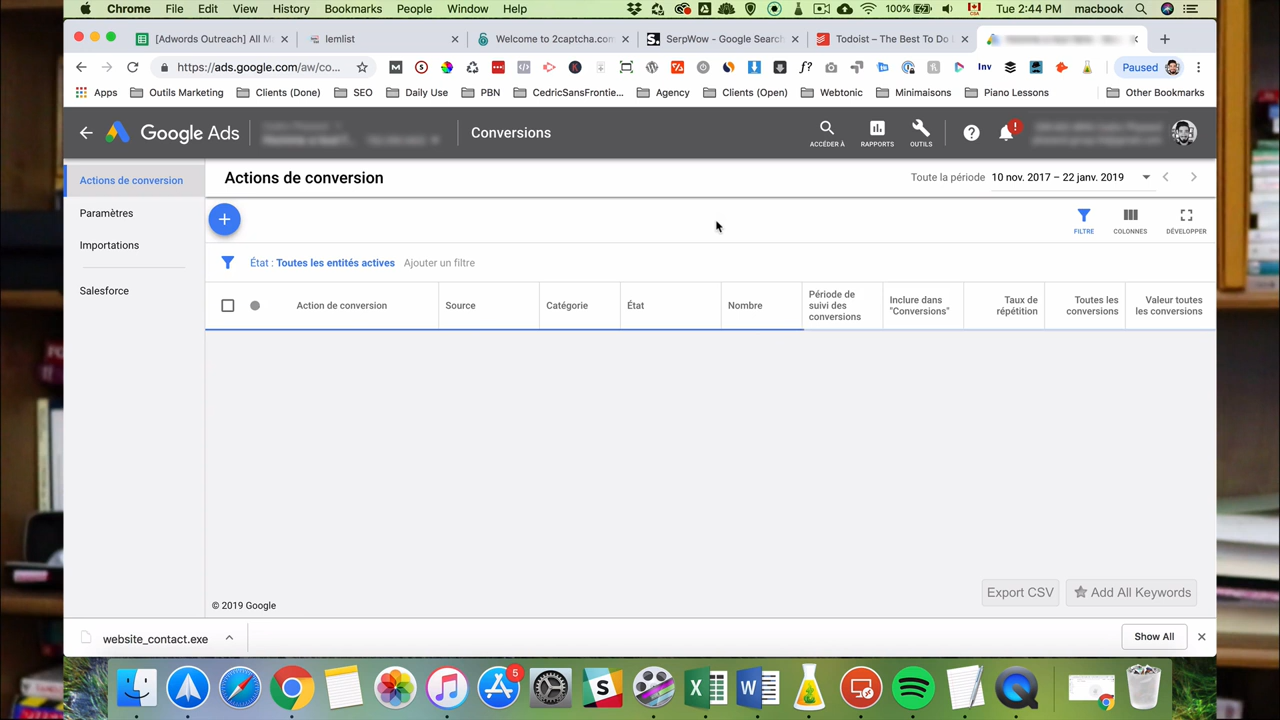 Chrome File Edit View History Bookmarks People Window Help 100% Tue 2:44 PM macbook
[Adwords Outreach] All M
lemlist
Welcome to 2captcha.com
SerpWow - Google Search
Todoist – The Best To Do
https://ads.google.com/aw/co...
Inv
Paused
Apps Outils Marketing Clients (Done) SEO Daily Use PBN CedricSansFrontie... Agency Clients (Open) Webtonic Minimaisons Piano Lessons Other Bookmarks
Google Ads
Conversions
ACCÉDER À RAPPORTS OUTILS
Actions de conversion
Paramètres
Importations
Salesforce
Actions de conversion
Toute la période 10 nov. 2017 – 22 janv. 2019
FILTRE COLONNES DÉVELOPPER
État : Toutes les entités actives Ajouter un filtre
Action de conversion
Source
Catégorie
État
Nombre
Période de
suivi des
conversions
Inclure dans
"Conversions"
Taux de
répétition
Toutes les
conversions
Valeur toutes
les conversions
Export CSV
Add All Keywords
© 2019 Google
website_contact.exe
Show All
5